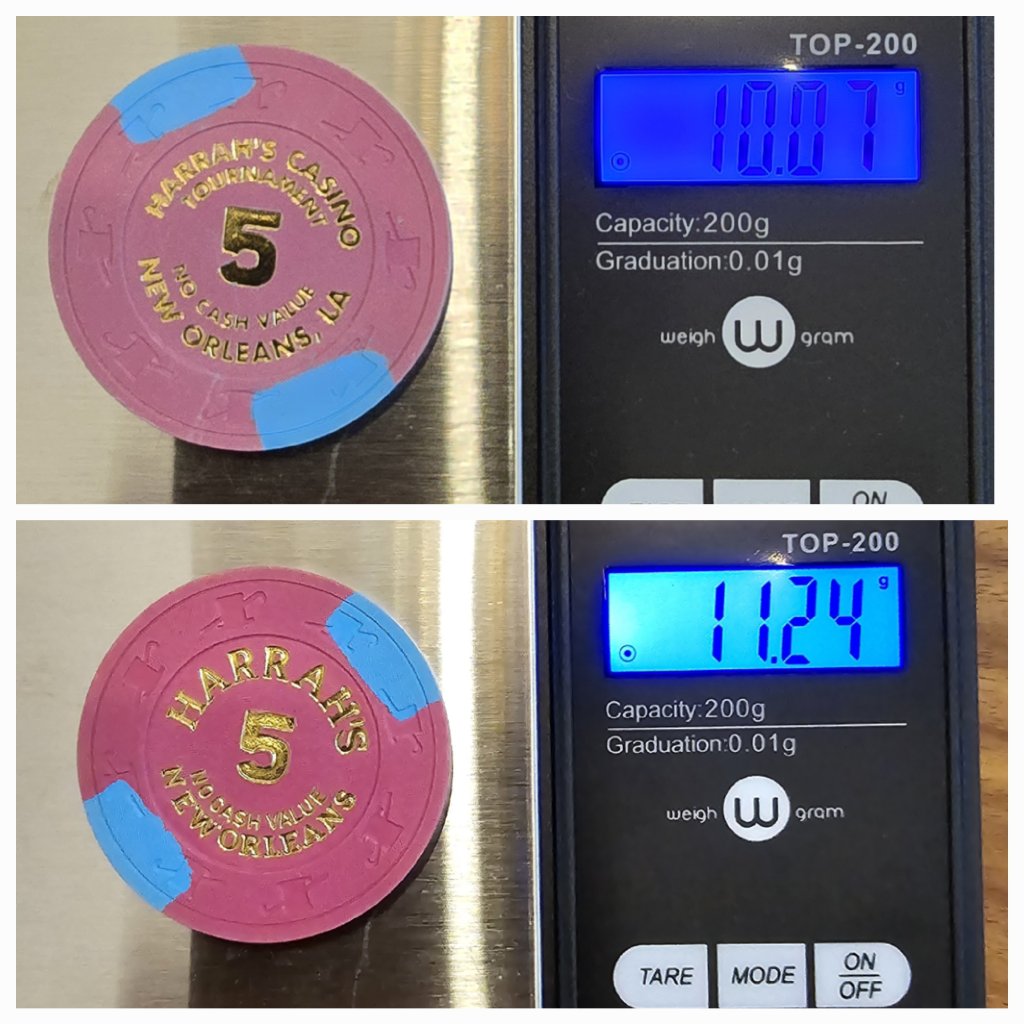 HARRAH'S CASINO
TOURNAMENT
5
NO CASH VALUE
NEW ORLEANS, LA
TOP-200
10.07 g
Capacity:200g
Graduation:0.01g
weigh W gram
ON
HARRAH'S
5
NO CASH VALUE
NEW ORLEANS
TOP-200
11.24 g
Capacity:200g
Graduation:0.01g
weigh W gram
TARE MODE ON
OFF